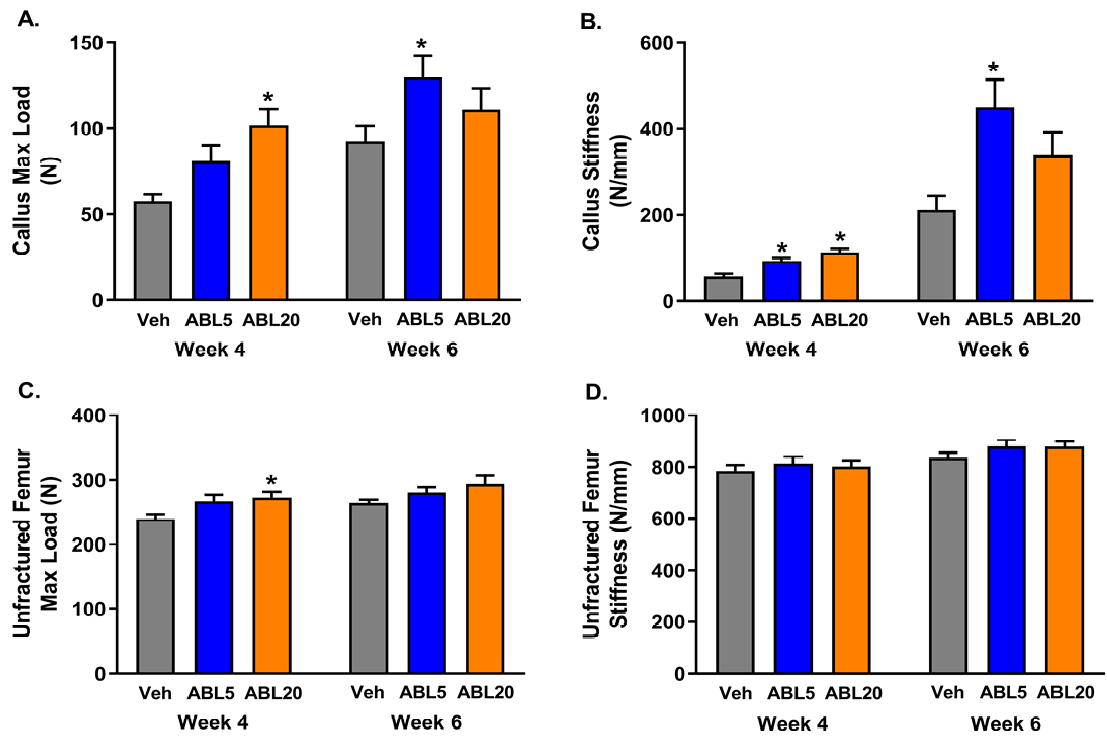 A.
Callus Max Load
(N)
150
100
50
0
*
*
Veh ABL5 ABL20
Veh ABL5 ABL20
Week 4
Week 6
B.
Callus Stiffness
(N/mm)
600
400
200
0
*
*
*
Veh ABL5 ABL20
Veh ABL5 ABL20
Week 4
Week 6
C.
Unfractured Femur
Max Load (N)
400
300
200
100
0
*
Veh ABL5 ABL20
Veh ABL5 ABL20
Week 4
Week 6
D.
Unfractured Femur
Stiffness (N/mm)
1000
800
600
400
200
0
Veh ABL5 ABL20
Veh ABL5 ABL20
Week 4
Week 6